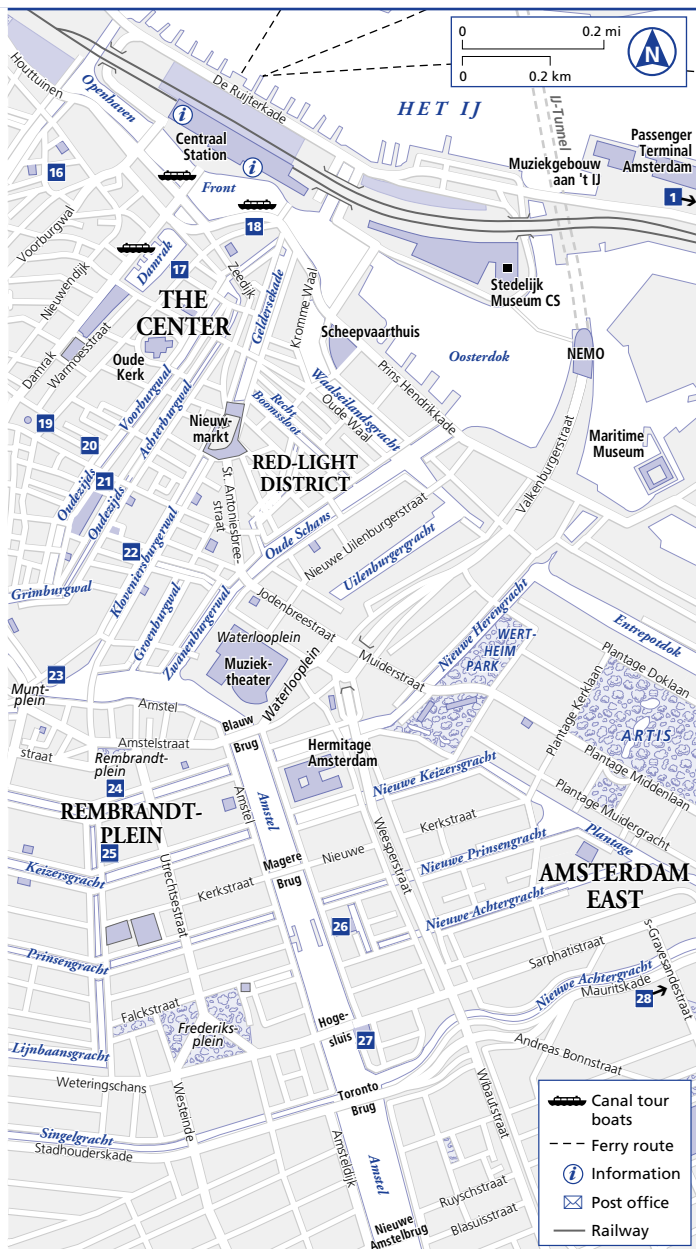 0
0.2 mi
0
0.2 km
N
Houttuinen
Openhaven
De Ruijterkade
HET IJ
IJ-Tunnel
i
Centraal
Station
i
Muziekgebouw
aan 't IJ
Passenger
Terminal
Amsterdam
1
16
Front
18
Voorburgwal
Nieuwendijk
Damrak
17
Zeedijk
Geldersekade
Kromme Waal
Stedelijk
Museum CS
THE
CENTER
Scheepvaarthuis
Oosterdok
NEMO
Damrak
Warmoesstraat
Oude
Kerk
Voorburgwal
Achterburgwal
Recht
Boomssloot
Waalseilandsgracht
Oude Waal
Prins Hendrikkade
19
20
Nieuw-
markt
Maritime
Museum
21
RED-LIGHT
DISTRICT
Valkenburgerstraat
Oudezijds
Oudezijds
St. Antoniesbree-
straat
Oude Schans
Nieuwe Uilenburgerstraat
Uilenburgergracht
22
Kloveniersburgerwal
Grimburgwal
Groenburgwal
Zwanenburgerwal
Jodenbreestraat
Nieuwe Herengracht
Entrepotdok
Waterlooplein
Muziek-
theater
Waterlooplein
Muiderstraat
WERT-
HEIM
PARK
Plantage Doklaan
Plantage Kerklaan
23
Munt-
plein
Amstel
Blauw
Brug
ARTIS
straat
Amstelstraat
Rembrandt-
plein
Hermitage
Amsterdam
Plantage Middenlaan
24
Nieuwe Keizersgracht
Plantage Muidergracht
REMBRANDT-
PLEIN
Amstel
Amstel
Weesperstraat
Kerkstraat
Plantage
25
Keizersgracht
Utrechtsestraat
Magere
Brug
Nieuwe
Nieuwe Prinsengracht
AMSTERDAM
EAST
Kerkstraat
Nieuwe Achtergracht
26
Prinsengracht
Sarphatistraat
s-Gravesandestraat
Nieuwe Achtergracht
Mauritskade
28
Falckstraat
Frederiks-
plein
Hoge-
sluis
27
Lijnbaansgracht
Andreas Bonnstraat
Weteringschans
Westeinde
Toronto
Brug
Wibautstraat
Singelgracht
Stadhouderskade
Amsteldijk
Amstel
Ruyschstraat
Blasuisstraat
Nieuwe
Amstelbrug
Canal tour
boats
Ferry route
i
Information
Post office
Railway